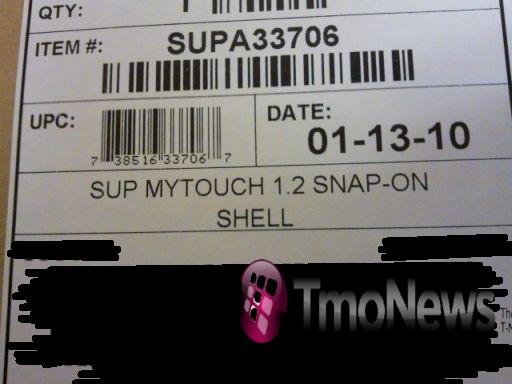 QTY:
ITEM #: SUPA33706
UPC: DATE:
7 38516 33706 7 01-13-10
SUP MYTOUCH 1.2 SNAP-ON
SHELL
TmoNews